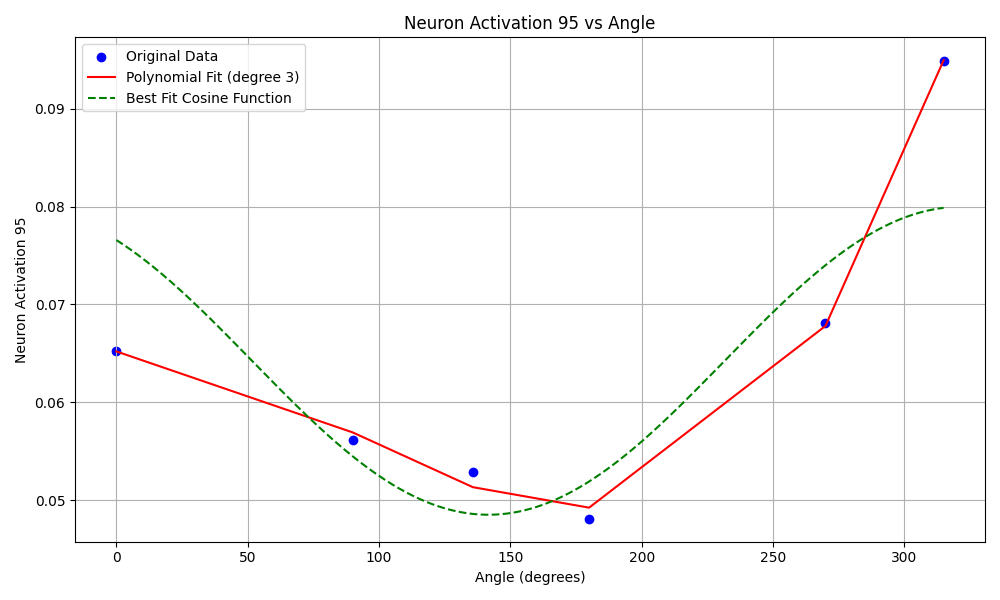 Neuron Activation 95 vs Angle
Original Data
Polynomial Fit (degree 3)
Best Fit Cosine Function
Neuron Activation 95
0.09
0.08
0.07
0.06
0.05
0
50
100
150
200
250
300
Angle (degrees)